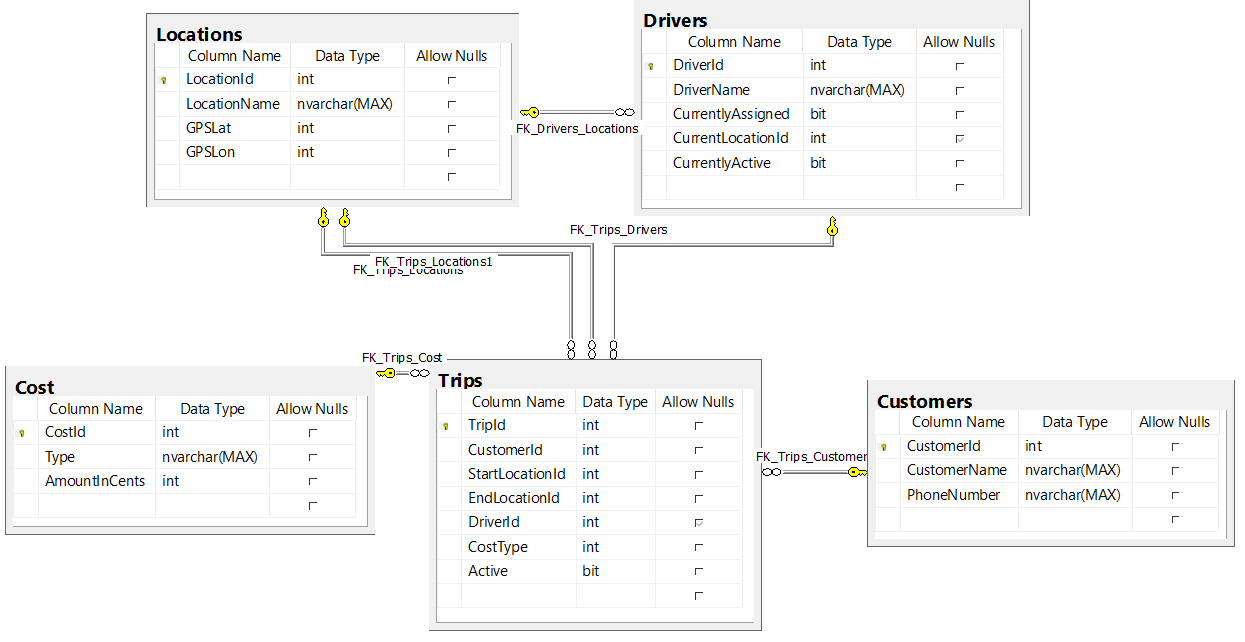 Locations
Column Name Data Type Allow Nulls
LocationId int
LocationName nvarchar(MAX)
GPSLat int
GPSLon int
Drivers
Column Name Data Type Allow Nulls
DriverId int
DriverName nvarchar(MAX)
CurrentlyAssigned bit
CurrentLocationId int
CurrentlyActive bit
FK_Drivers_Locations
FK_Trips_Drivers
FK_Trips_Locations1
FK_Trips_Locations
FK_Trips_Cost
Cost
Column Name Data Type Allow Nulls
CostId int
Type nvarchar(MAX)
AmountInCents int
Trips
Column Name Data Type Allow Nulls
TripId int
CustomerId int
StartLocationId int
EndLocationId int
DriverId int
CostType int
Active bit
FK_Trips_Customer
Customers
Column Name Data Type Allow Nulls
CustomerId int
CustomerName nvarchar(MAX)
PhoneNumber nvarchar(MAX)